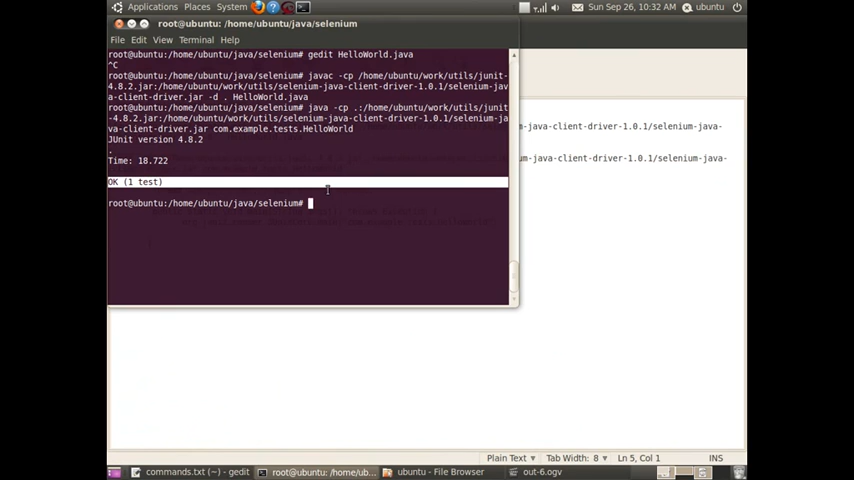 Applications Places System Sun Sep 26, 10:32 AM ubuntu
root@ubuntu: /home/ubuntu/java/selenium
File Edit View Terminal Help
root@ubuntu:/home/ubuntu/java/selenium# gedit HelloWorld.java
^C
root@ubuntu:/home/ubuntu/java/selenium# javac -cp /home/ubuntu/work/utils/junit-
4.8.2.jar:/home/ubuntu/work/utils/selenium-java-client-driver-1.0.1/selenium-jav
a-client-driver.jar -d . HelloWorld.java
root@ubuntu:/home/ubuntu/java/selenium# java -cp .:/home/ubuntu/work/utils/junit
-4.8.2.jar:/home/ubuntu/work/utils/selenium-java-client-driver-1.0.1/selenium-ja
va-client-driver.jar com.example.tests.HelloWorld
JUnit version 4.8.2
.
Time: 18.722
OK (1 test)
root@ubuntu:/home/ubuntu/java/selenium#
-java-client-driver-1.0.1/selenium-java-
-java-client-driver-1.0.1/selenium-java-
Plain Text Tab Width: 8 Ln 5, Col 1 INS
commands.txt (~) - gedit root@ubuntu: /home/ub... ubuntu - File Browser out-6.ogv